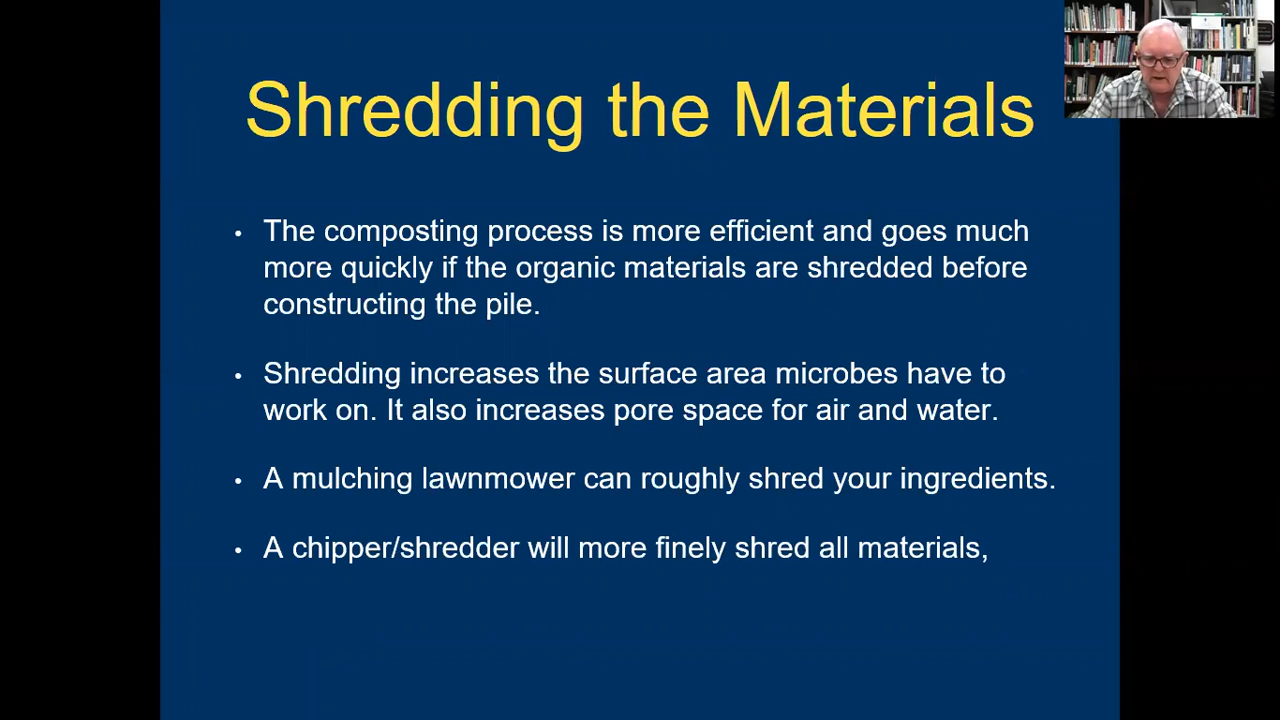 Shredding the Materials
• The composting process is more efficient and goes much
more quickly if the organic materials are shredded before
constructing the pile.
• Shredding increases the surface area microbes have to
work on. It also increases pore space for air and water.
• A mulching lawnmower can roughly shred your ingredients.
• A chipper/shredder will more finely shred all materials,